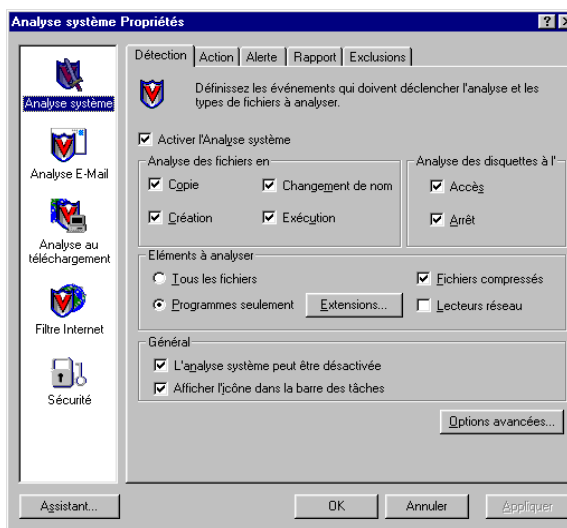 Analyse système Propriétés
Analyse système
Analyse E-Mail
Analyse au
téléchargement
Filtre Internet
Sécurité
Détection Action Alerte Rapport Exclusions
Définissez les événements qui doivent déclencher l'analyse et les
types de fichiers à analyser.
Activer l'Analyse système
Analyse des fichiers en
Copie Changement de nom
Création Exécution
Analyse des disquettes à l'
Accès
Arrêt
Eléments à analyser
Tous les fichiers Fichiers compressés
Programmes seulement Extensions... Lecteurs réseau
Général
L'analyse système peut être désactivée
Afficher l'icône dans la barre des tâches
Options avancées...
Assistant... OK Annuler Appliquer